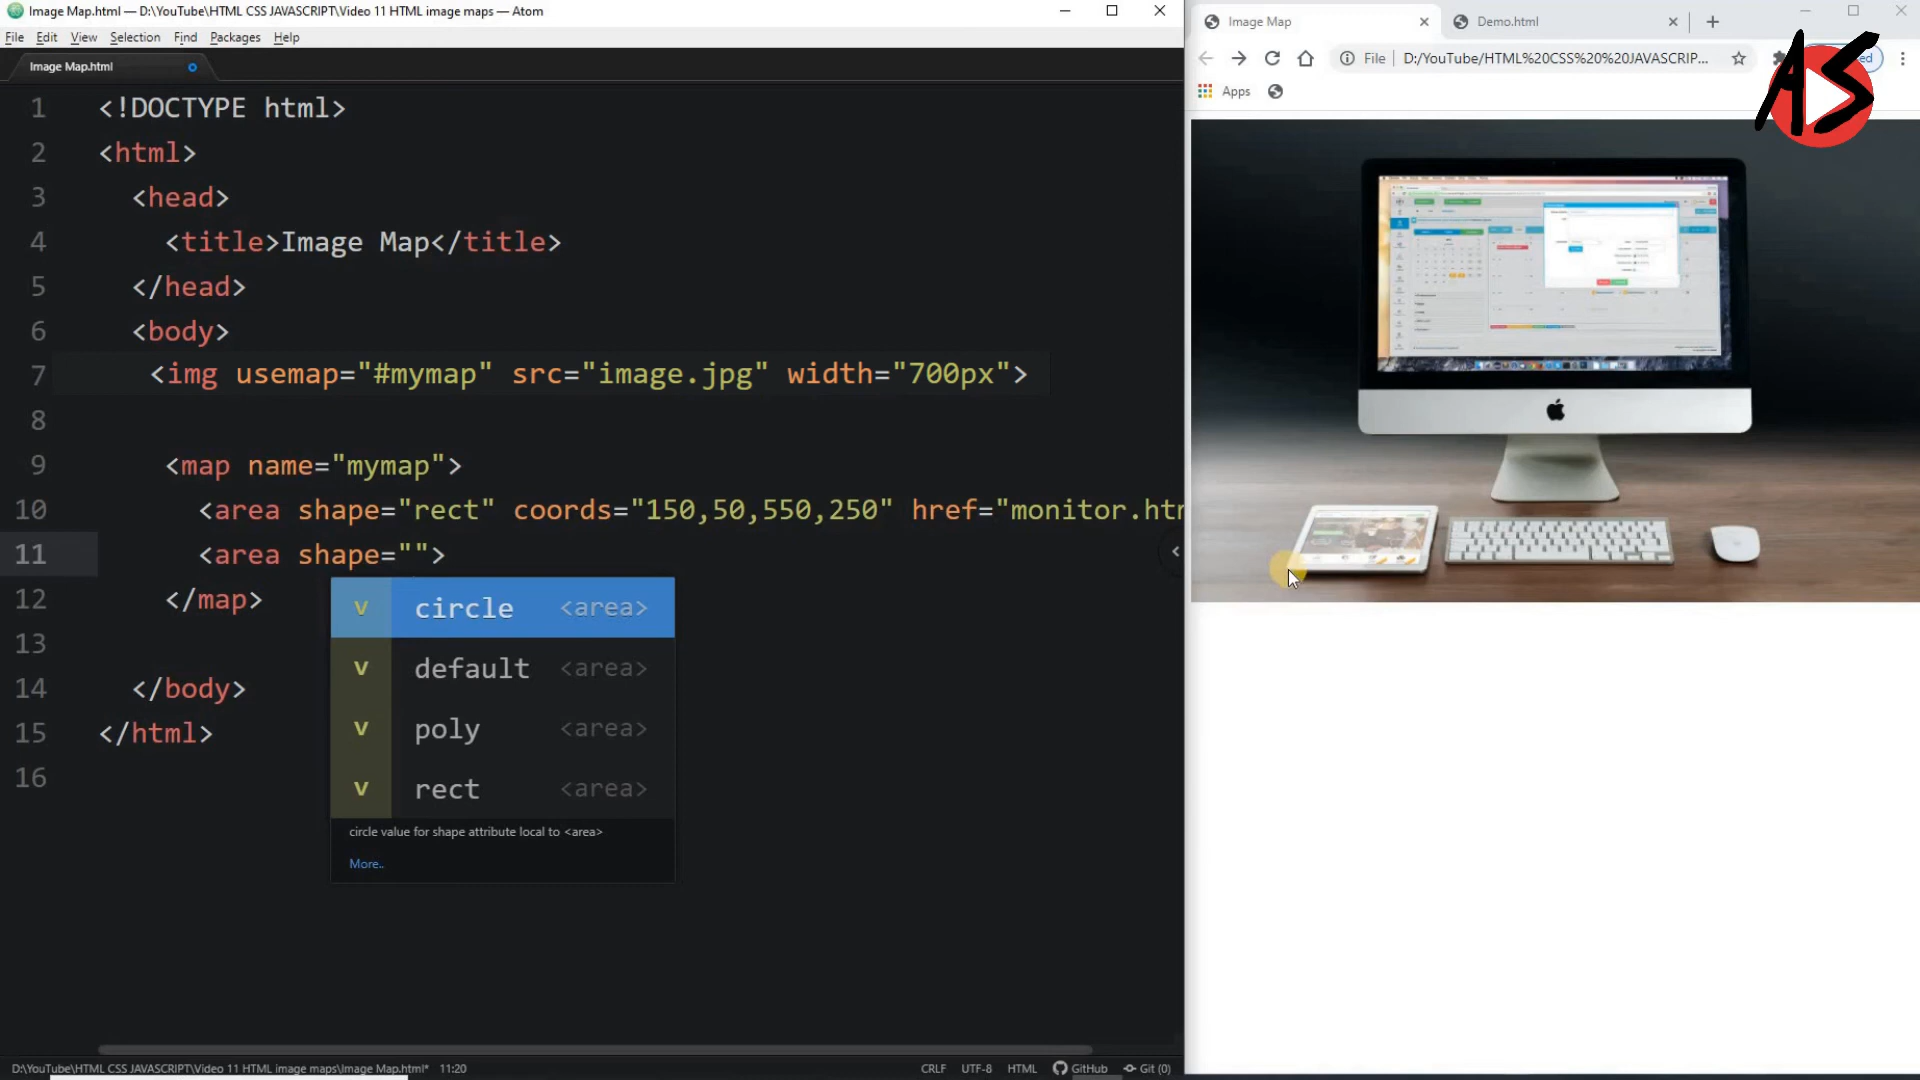 Image Map.html — D:\YouTube\HTML CSS JAVASCRIPT\Video 11 HTML image maps — Atom
File Edit View Selection Find Packages Help
Image Map.html
1 <!DOCTYPE html>
2 <html>
3 <head>
4 <title>Image Map</title>
5 </head>
6 <body>
7 <img usemap="#mymap" src="image.jpg" width="700px">
8
9 <map name="mymap">
10 <area shape="rect" coords="150,50,550,250" href="monitor.htm
11 <area shape="">
12 </map>
13
14 </body>
15 </html>
16
circle <area>
default <area>
poly <area>
rect <area>
circle value for shape attribute local to <area>
More..
D:\YouTube\HTML CSS JAVASCRIPT\Video 11 HTML image maps\Image Map.html* 11:20 CRLF UTF-8 HTML GitHub Git (0)
Image Map Demo.html
File D:/YouTube/HTML%20CSS%20%20JAVASCRIP...
Apps
AS